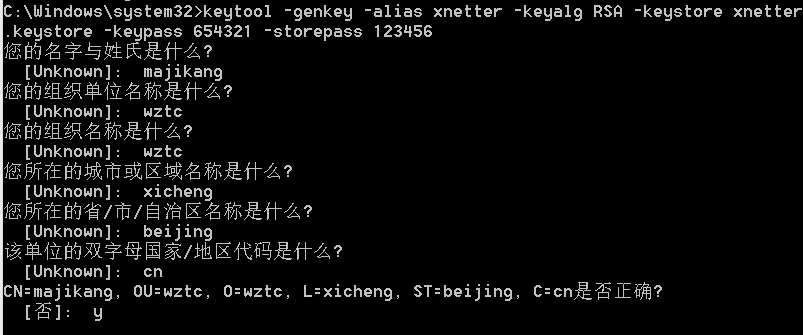 C:\Windows\system32>keytool -genkey -alias xnetter -keyalg RSA -keystore xnetter
.keystore -keypass 654321 -storepass 123456
您的名字与姓氏是什么?
[Unknown]: majikang
您的组织单位名称是什么?
[Unknown]: wztc
您的组织名称是什么?
[Unknown]: wztc
您所在的城市或区域名称是什么?
[Unknown]: xicheng
您所在的省/市/自治区名称是什么?
[Unknown]: beijing
该单位的双字母国家/地区代码是什么?
[Unknown]: cn
CN=majikang, OU=wztc, O=wztc, L=xicheng, ST=beijing, C=cn是否正确?
[否]: y